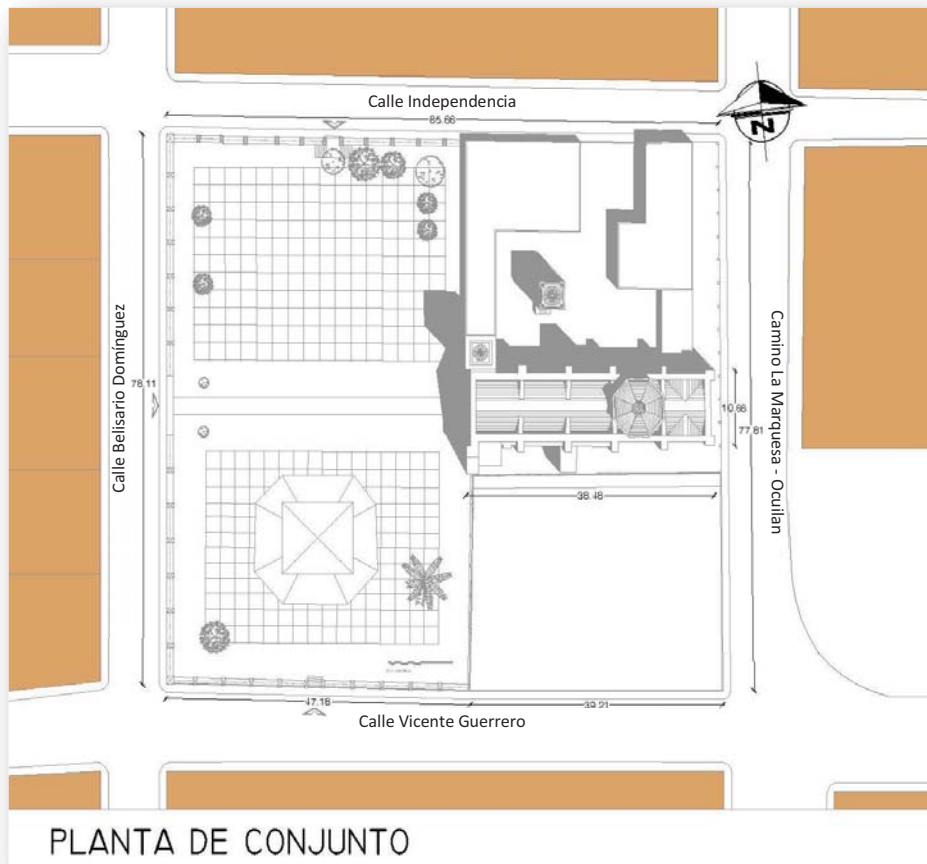 Calle Independencia
85.66
N
Calle Belisario Domínguez
78.11
Camino La Marquesa - Ocuilan
10.66
77.81
38.48
47.18
39.21
Calle Vicente Guerrero
PLANTA DE CONJUNTO